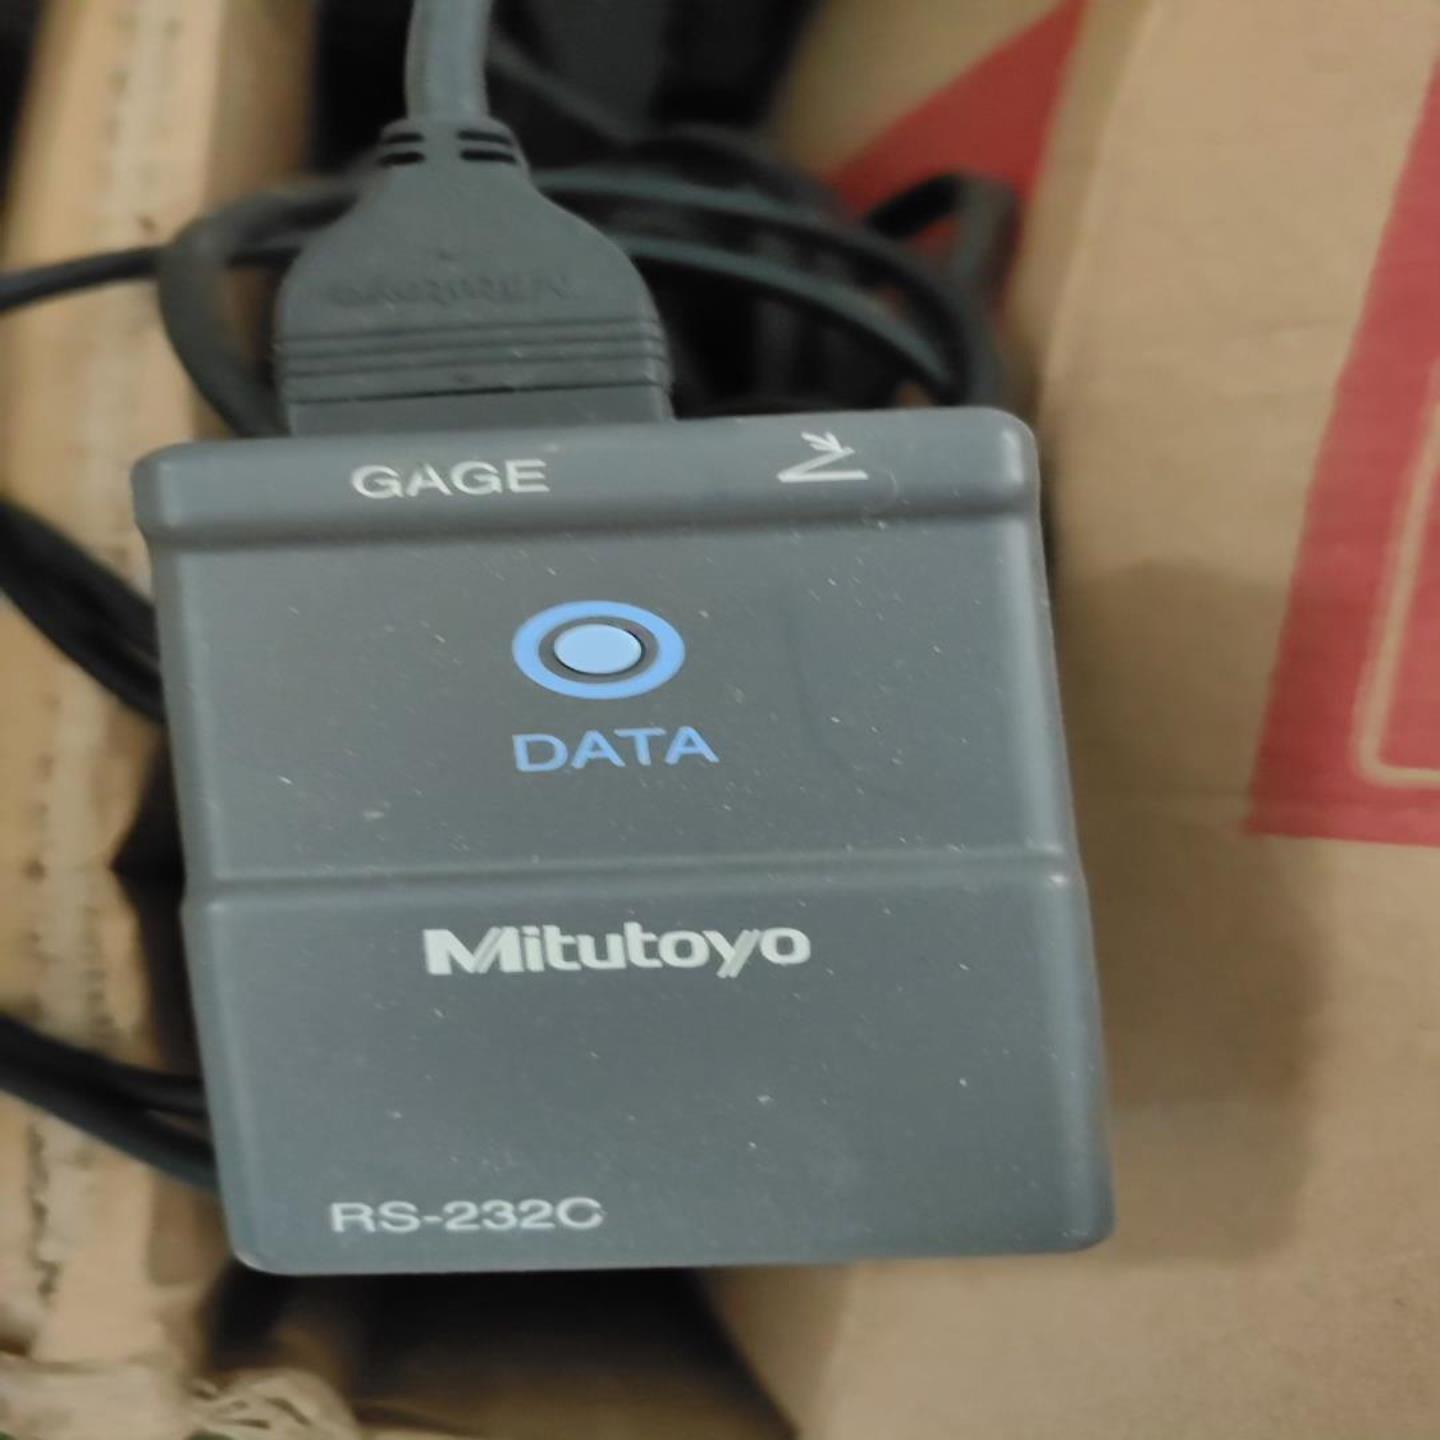 GAGE
DATA
Mitutoyo
RS-232C